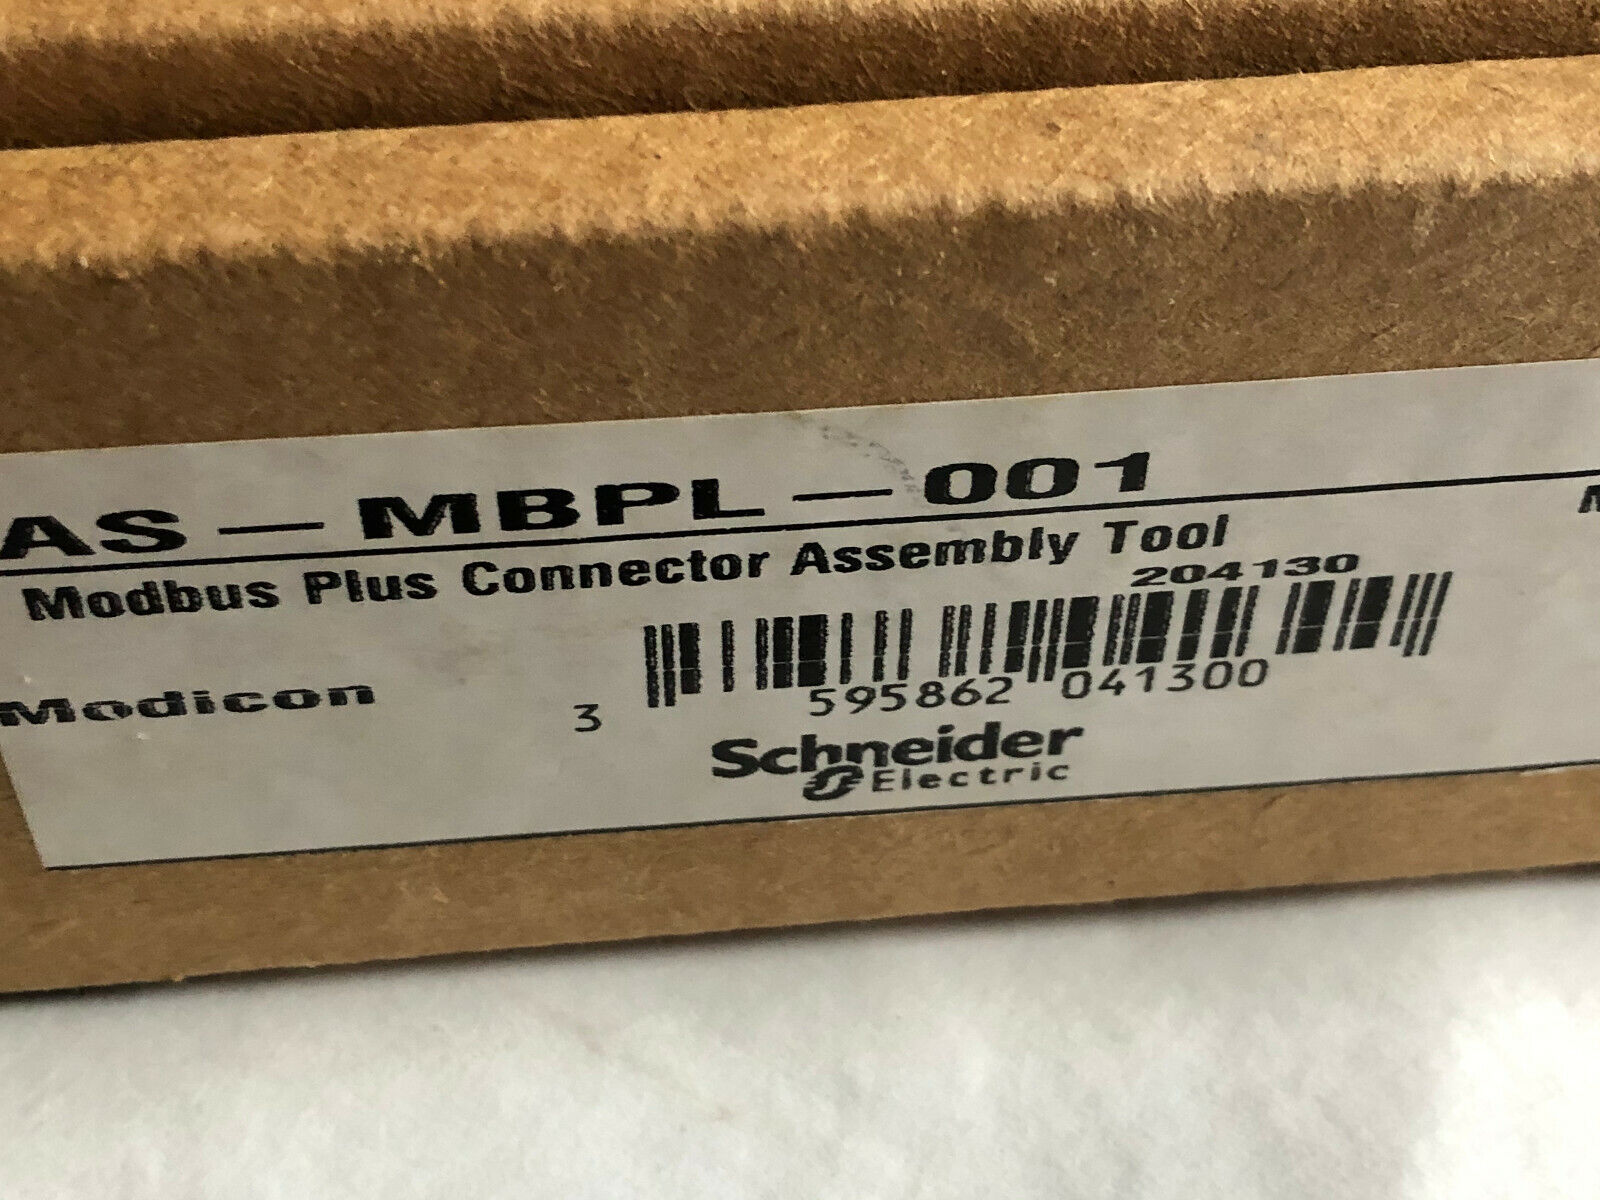 AS-MBPL-001
Modbus Plus Connector Assembly Tool
204130
Modicon
3 595862 041300
Schneider
Electric